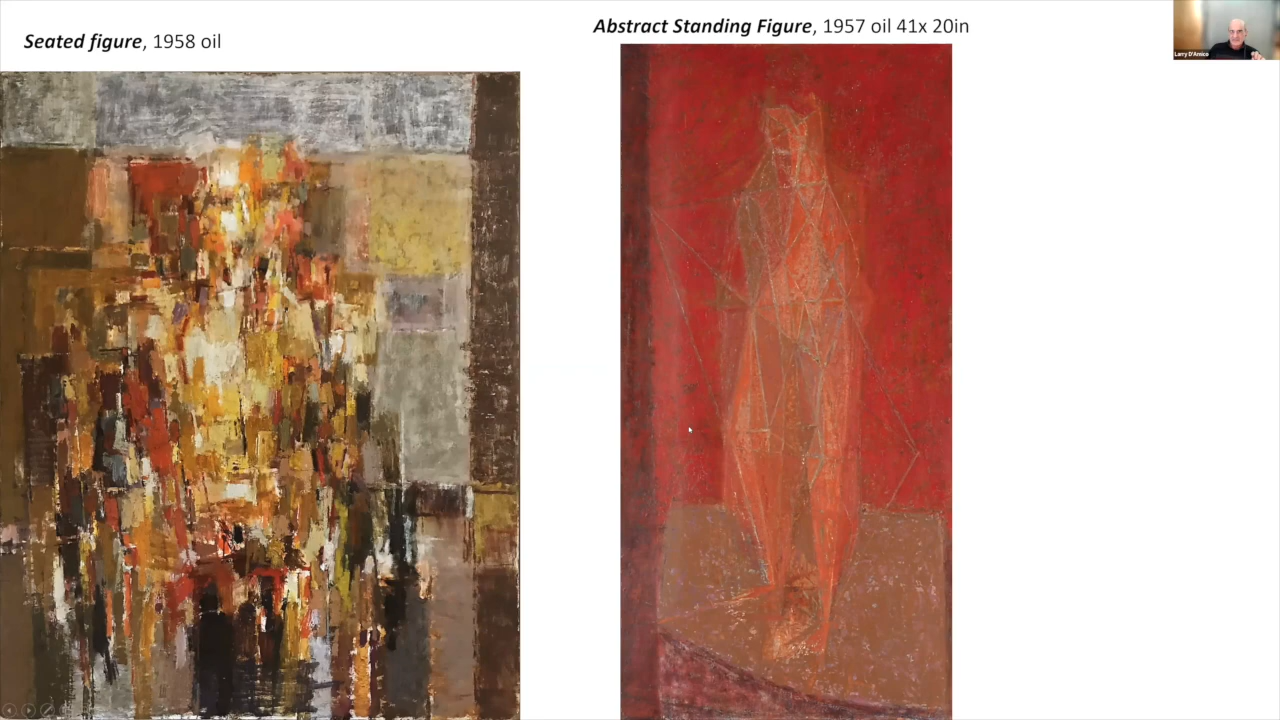 Seated figure, 1958 oil
Abstract Standing Figure, 1957 oil 41x 20in
Larry D'Amico